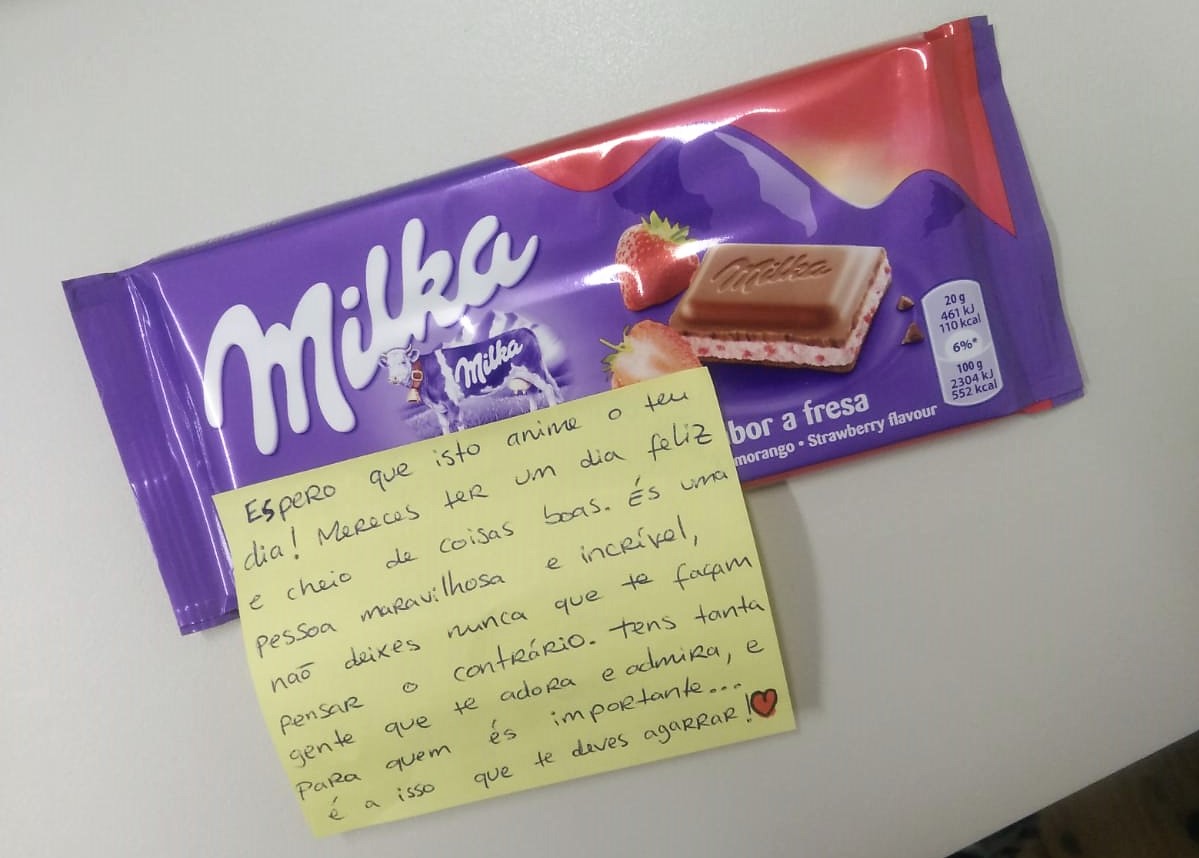 Milka
Milka
Milka
20 g
461 kJ
110 kcal
6%*
100 g
2304 kJ
552 kcal
bor a fresa
morango • Strawberry flavour
Espero que isto anime o teu
dia! Mereces ter um dia feliz
e cheio de coisas boas. És uma
pessoa maravilhosa e incrível,
não deixes nunca que te façam
pensar o contrário. Tens tanta
gente que te adora e admira, e
para quem és importante...
é a isso que te deves agarrar!